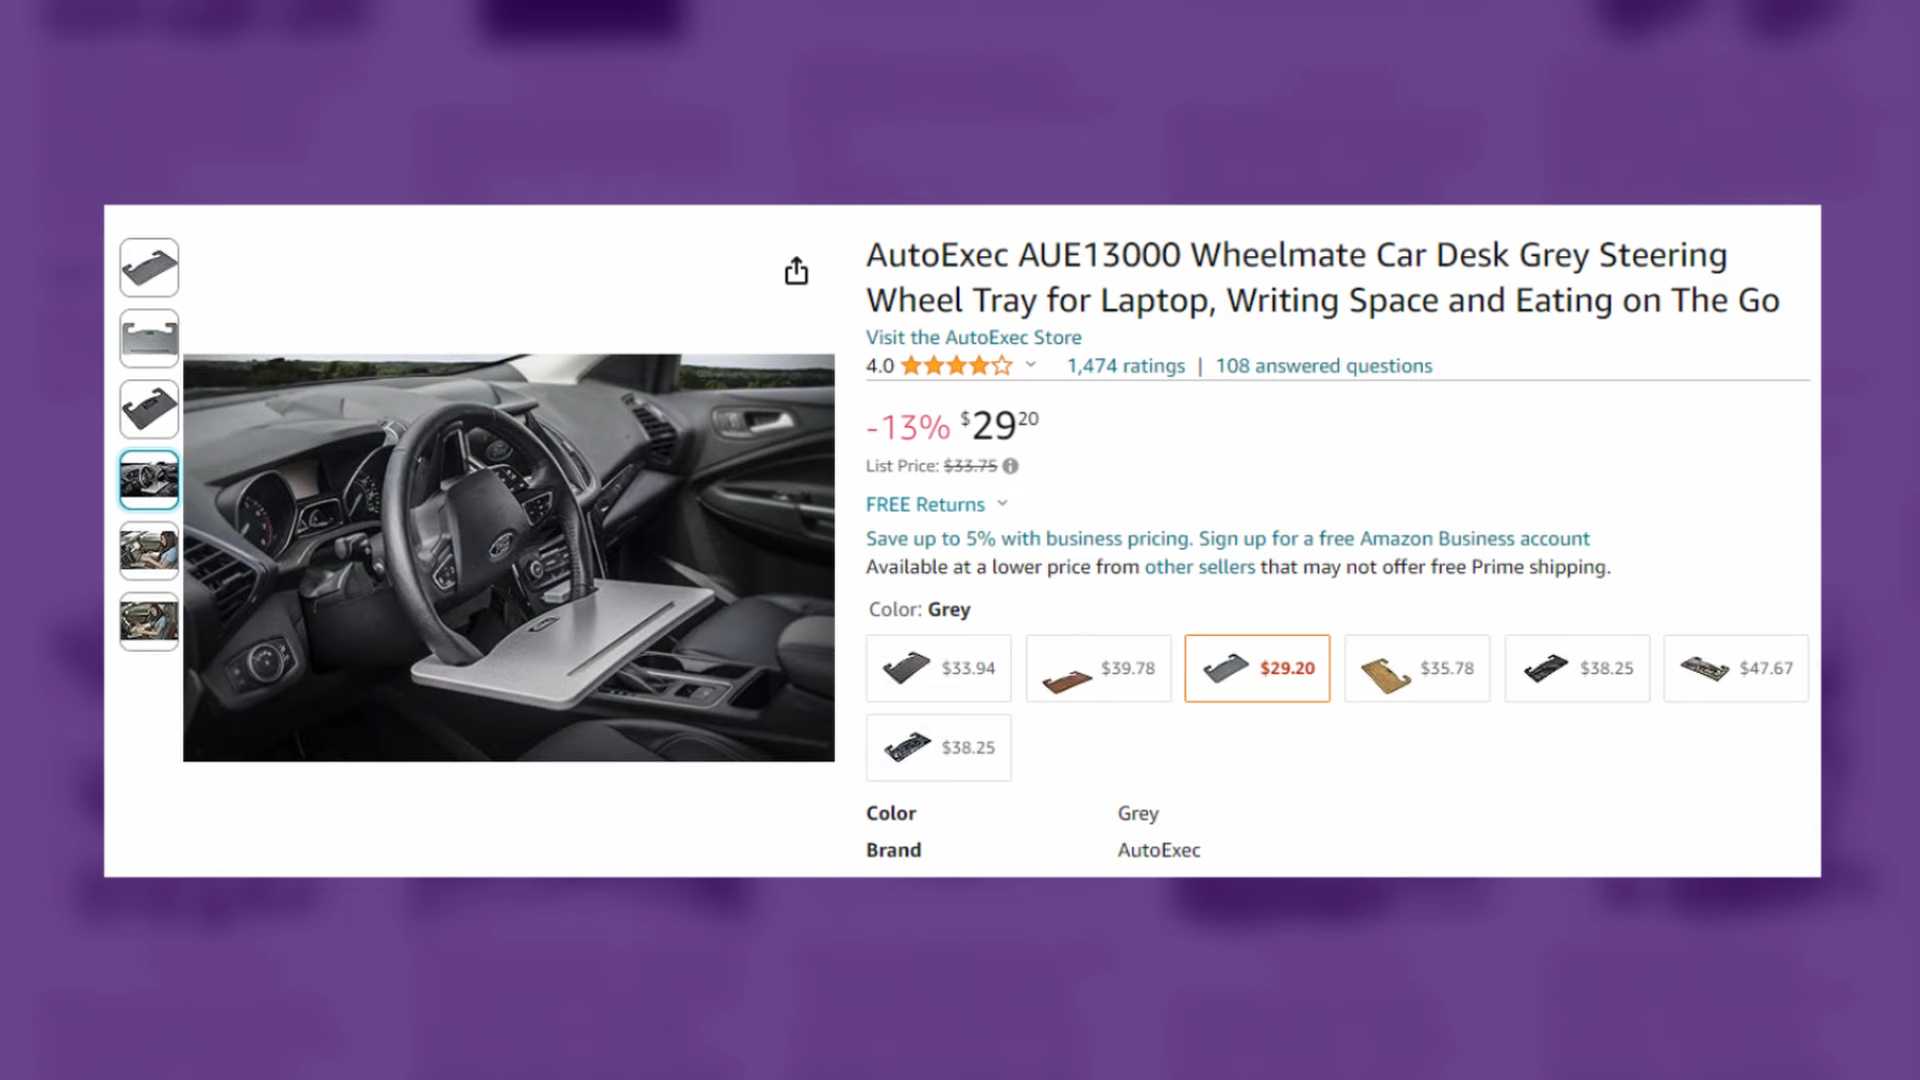 AutoExec AUE13000 Wheelmate Car Desk Grey Steering
Wheel Tray for Laptop, Writing Space and Eating on The Go
Visit the AutoExec Store
4.0 1,474 ratings | 108 answered questions
-13% $29 20
List Price: $33.75
FREE Returns
Save up to 5% with business pricing. Sign up for a free Amazon Business account
Available at a lower price from other sellers that may not offer free Prime shipping.
Color: Grey
$33.94 $39.78 $29.20 $35.78 $38.25 $47.67
$38.25
Color Grey
Brand AutoExec
Ford